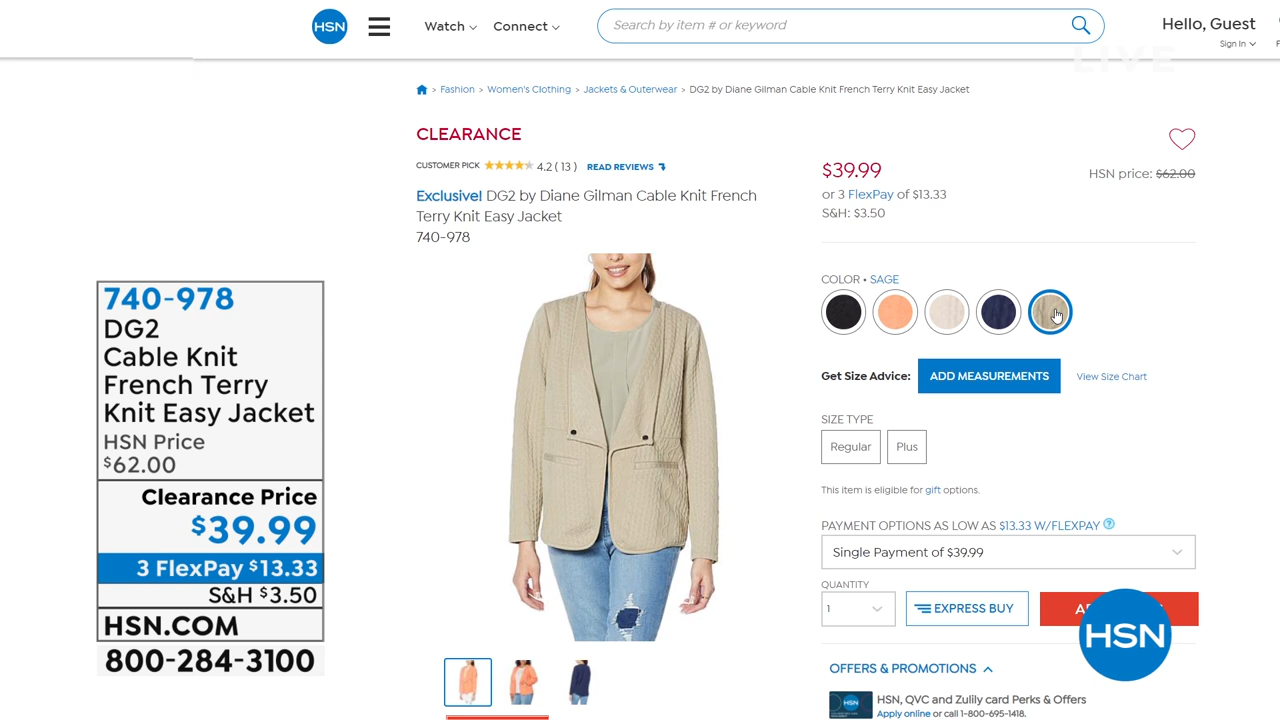 HSN
Watch
Connect
Search by item # or keyword
Hello, Guest
Sign In
LIVE
> Fashion > Women's Clothing > Jackets & Outerwear > DG2 by Diane Gilman Cable Knit French Terry Knit Easy Jacket
CLEARANCE
CUSTOMER PICK 4.2 ( 13 ) READ REVIEWS
Exclusive! DG2 by Diane Gilman Cable Knit French
Terry Knit Easy Jacket
740-978
$39.99
HSN price: $62.00
or 3 FlexPay of $13.33
S&H: $3.50
COLOR • SAGE
Get Size Advice: ADD MEASUREMENTS View Size Chart
SIZE TYPE
Regular Plus
This item is eligible for gift options.
PAYMENT OPTIONS AS LOW AS $13.33 W/FLEXPAY ?
Single Payment of $39.99
QUANTITY
1
EXPRESS BUY
HSN
OFFERS & PROMOTIONS
HSN
HSN, QVC and Zulily card Perks & Offers
Apply online or call 1-800-695-1418.
740-978
DG2
Cable Knit
French Terry
Knit Easy Jacket
HSN Price
$62.00
Clearance Price
$39.99
3 FlexPay $13.33
S&H $3.50
HSN.COM
800-284-3100